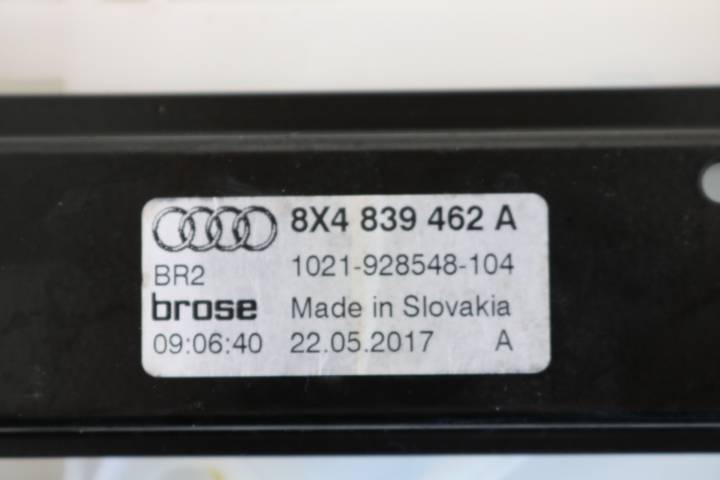 8X4 839 462 A
BR2 1021-928548-104
brose Made in Slovakia
09:06:40 22.05.2017 A